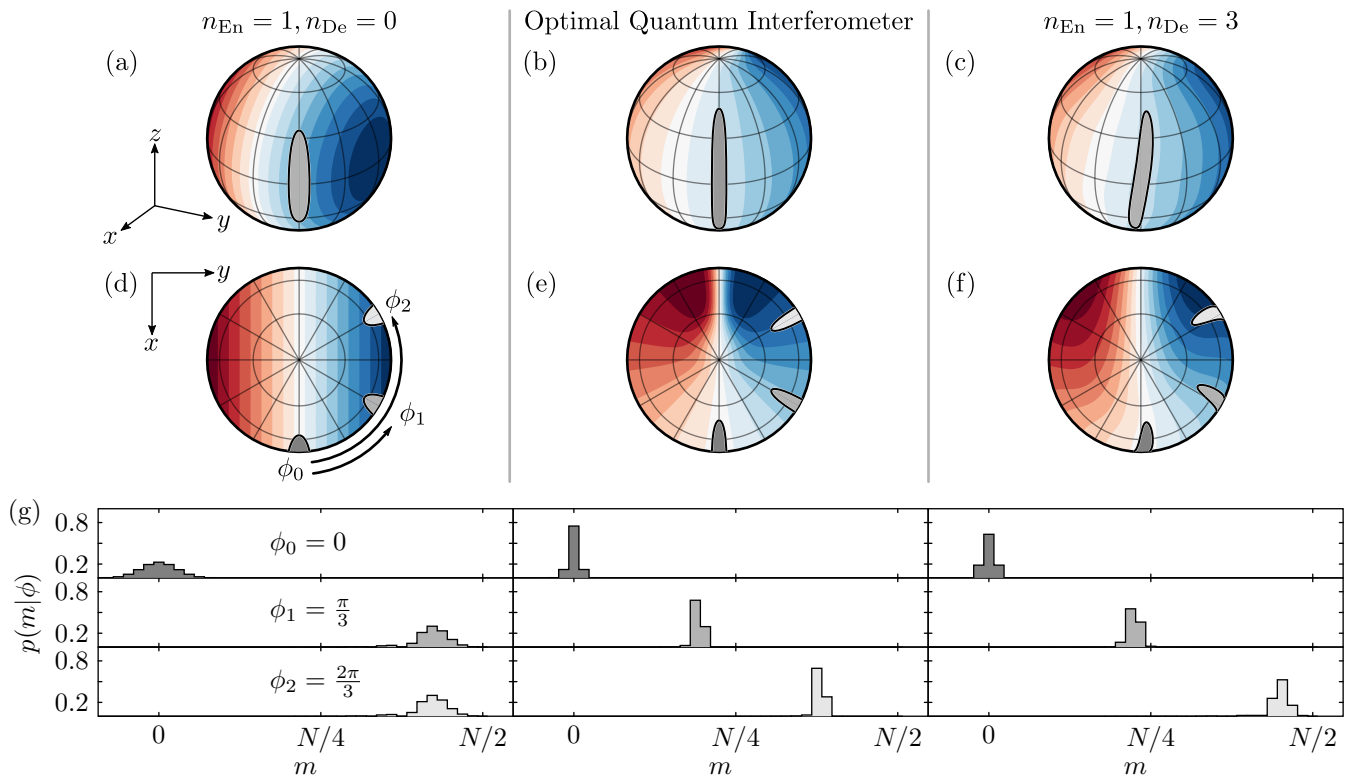 n_En = 1, n_De = 0
Optimal Quantum Interferometer
n_En = 1, n_De = 3
(a)
(b)
(c)
z
y
x
(d)
y
x
ϕ_2
ϕ_1
ϕ_0
(e)
(f)
(g)
p(m|ϕ)
0.8
0.2
ϕ_0 = 0
0.8
0.2
ϕ_1 = π/3
0.8
0.2
ϕ_2 = 2π/3
0 N/4 N/2 0 N/4 N/2 0 N/4 N/2
m m m